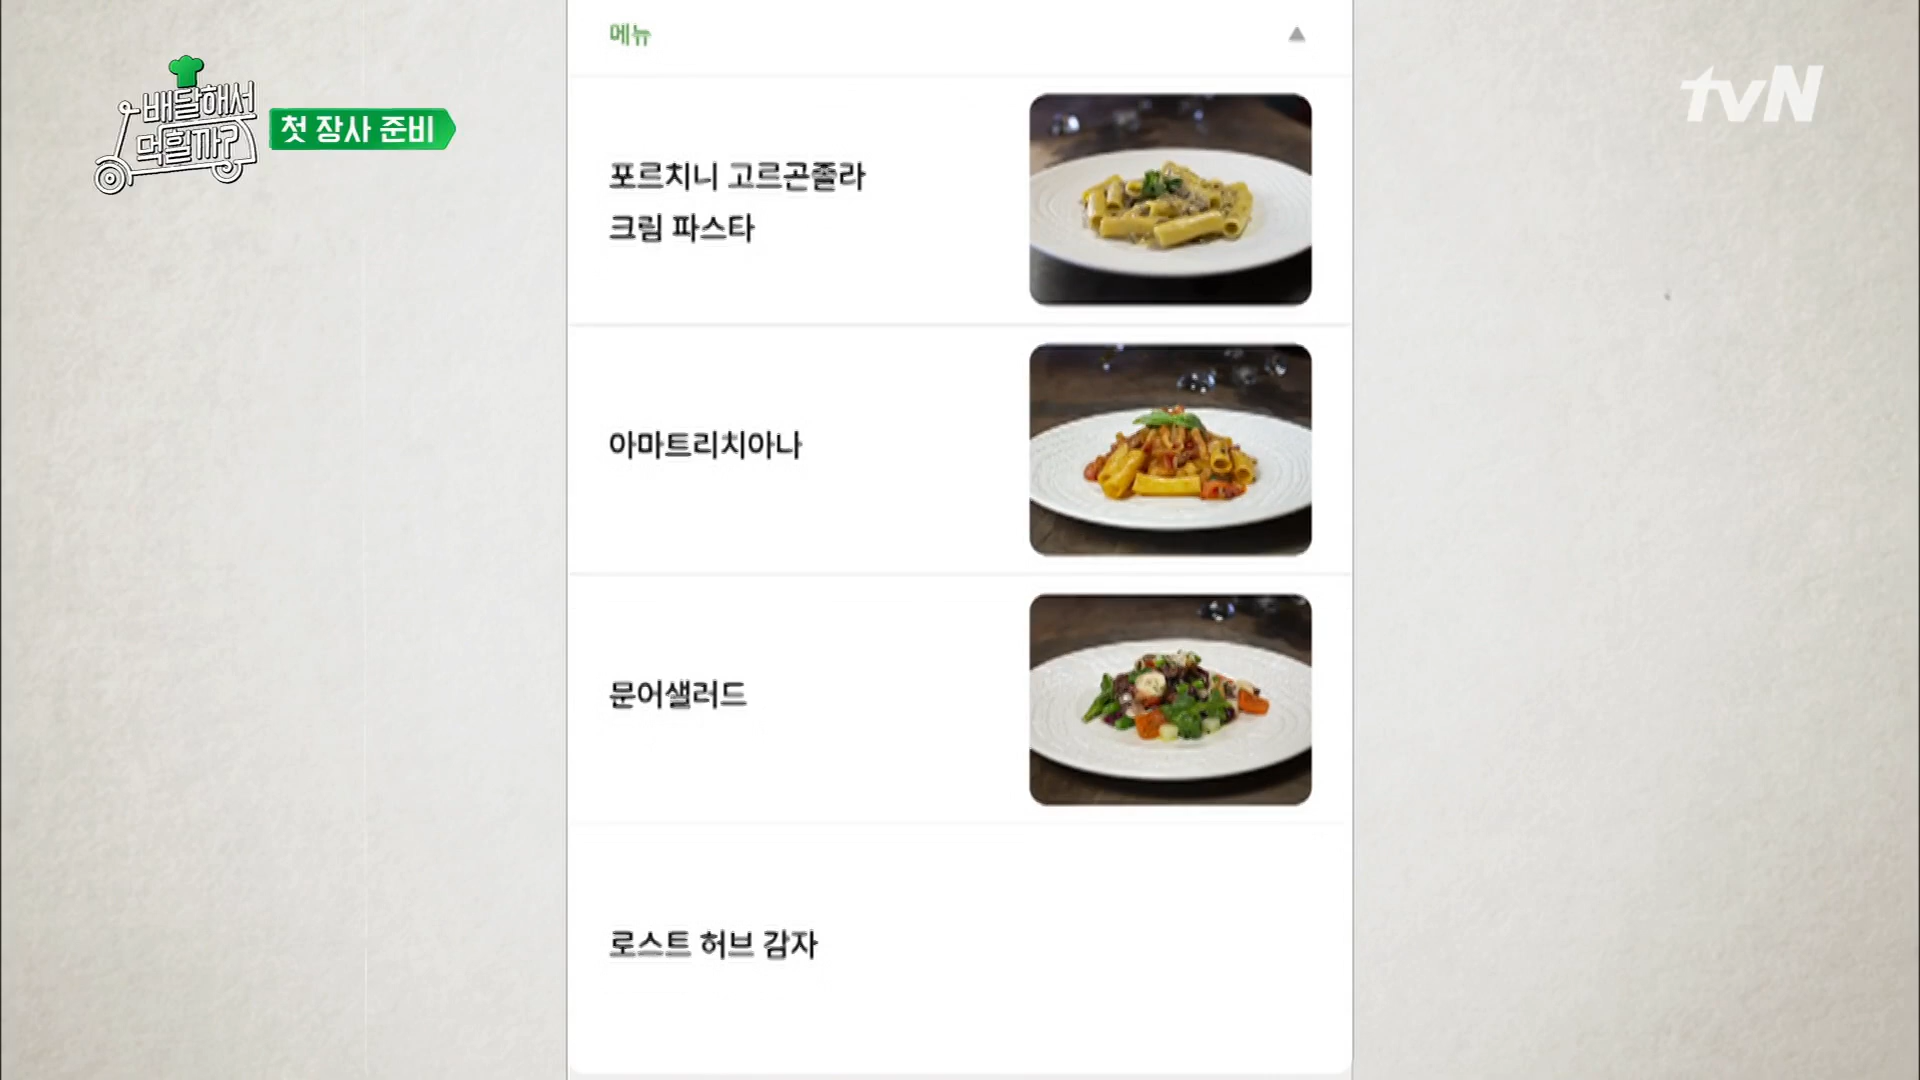 메뉴
배달해서
먹힐까?
첫 장사 준비
tvN
포르치니 고르곤졸라
크림 파스타
아마트리치아나
문어샐러드
로스트 허브 감자